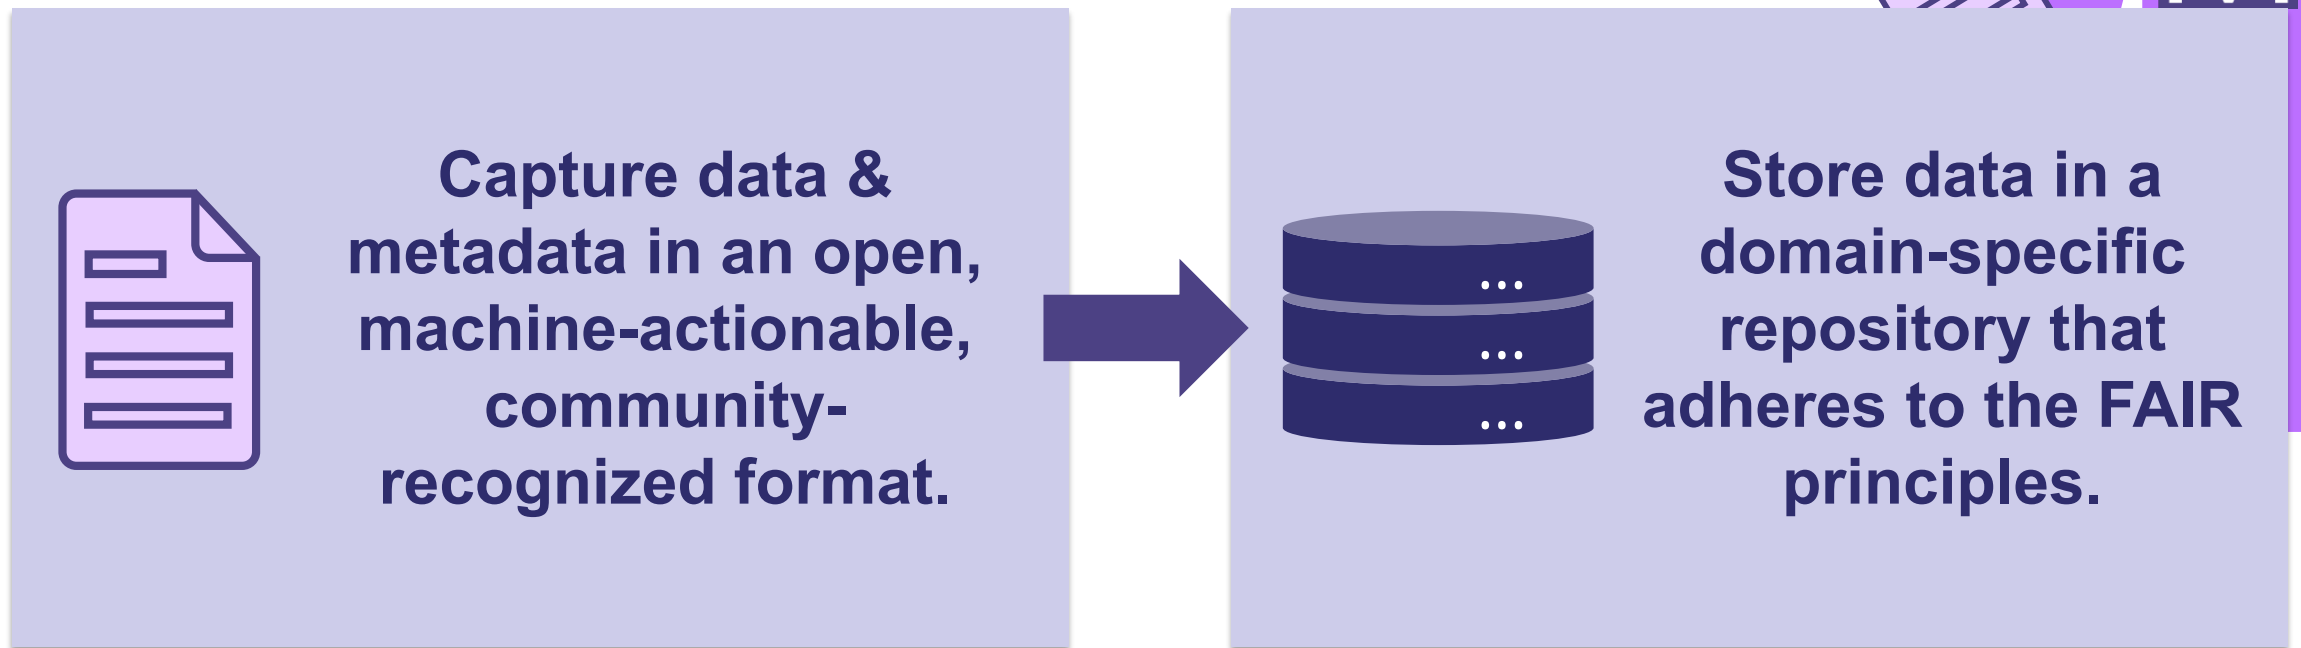 Capture data &
metadata in an open,
machine-actionable,
community-
recognized format.
Store data in a
domain-specific
repository that
adheres to the FAIR
principles.